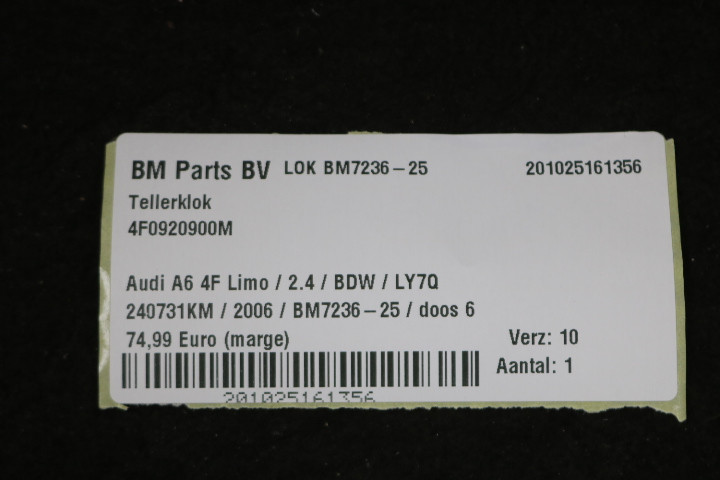 BM Parts BV LOK BM7236-25 201025161356
Tellerklok
4F0920900M
Audi A6 4F Limo / 2.4 / BDW / LY7Q
240731KM / 2006 / BM7236-25 / doos 6
74,99 Euro (marge) Verz: 10
Aantal: 1
201025161356